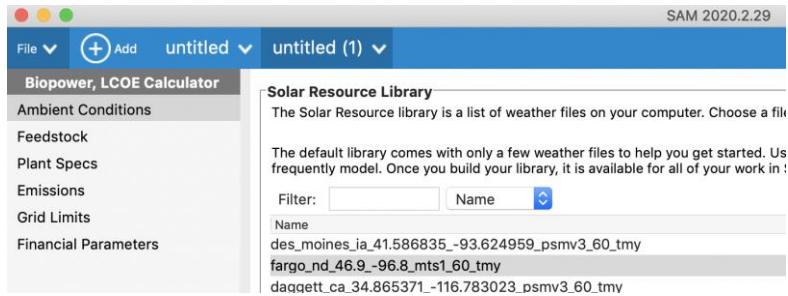 SAM 2020.2.29
File Add untitled untitled (1)
Biopower, LCOE Calculator
Ambient Conditions
Feedstock
Plant Specs
Emissions
Grid Limits
Financial Parameters
Solar Resource Library
The Solar Resource library is a list of weather files on your computer. Choose a file
The default library comes with only a few weather files to help you get started. Us
frequently model. Once you build your library, it is available for all of your work in S
Filter: Name
Name
des_moines_ia_41.586835_-93.624959_psmv3_60_tmy
fargo_nd_46.9_-96.8_mts1_60_tmy
daggett_ca_34.865371_-116.783023_psmv3_60_tmy